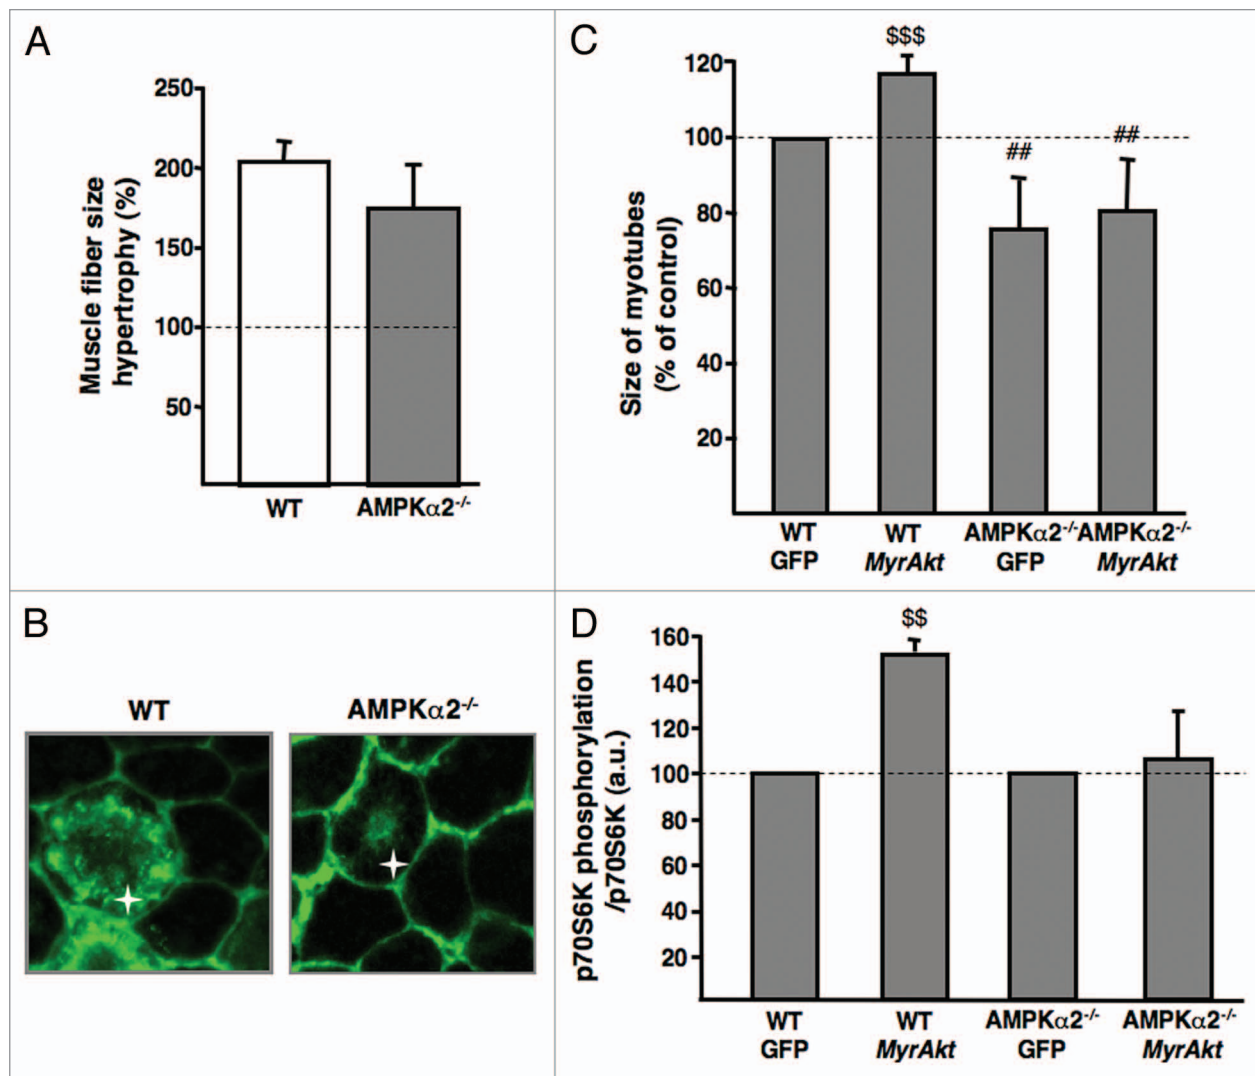 A
250
200
150
100
50
Muscle fiber size
hypertrophy (%)
WT
AMPKα2-/-
B
WT
AMPKα2-/-
C
$$$
120
100
80
60
40
20
##
##
Size of myotubes
(% of control)
WT
GFP
WT
MyrAkt
AMPKα2-/-
GFP
AMPKα2-/-
MyrAkt
D
$$
160
140
120
100
80
60
40
20
p70S6K phosphorylation
/p70S6K (a.u.)
WT
GFP
WT
MyrAkt
AMPKα2-/-
GFP
AMPKα2-/-
MyrAkt